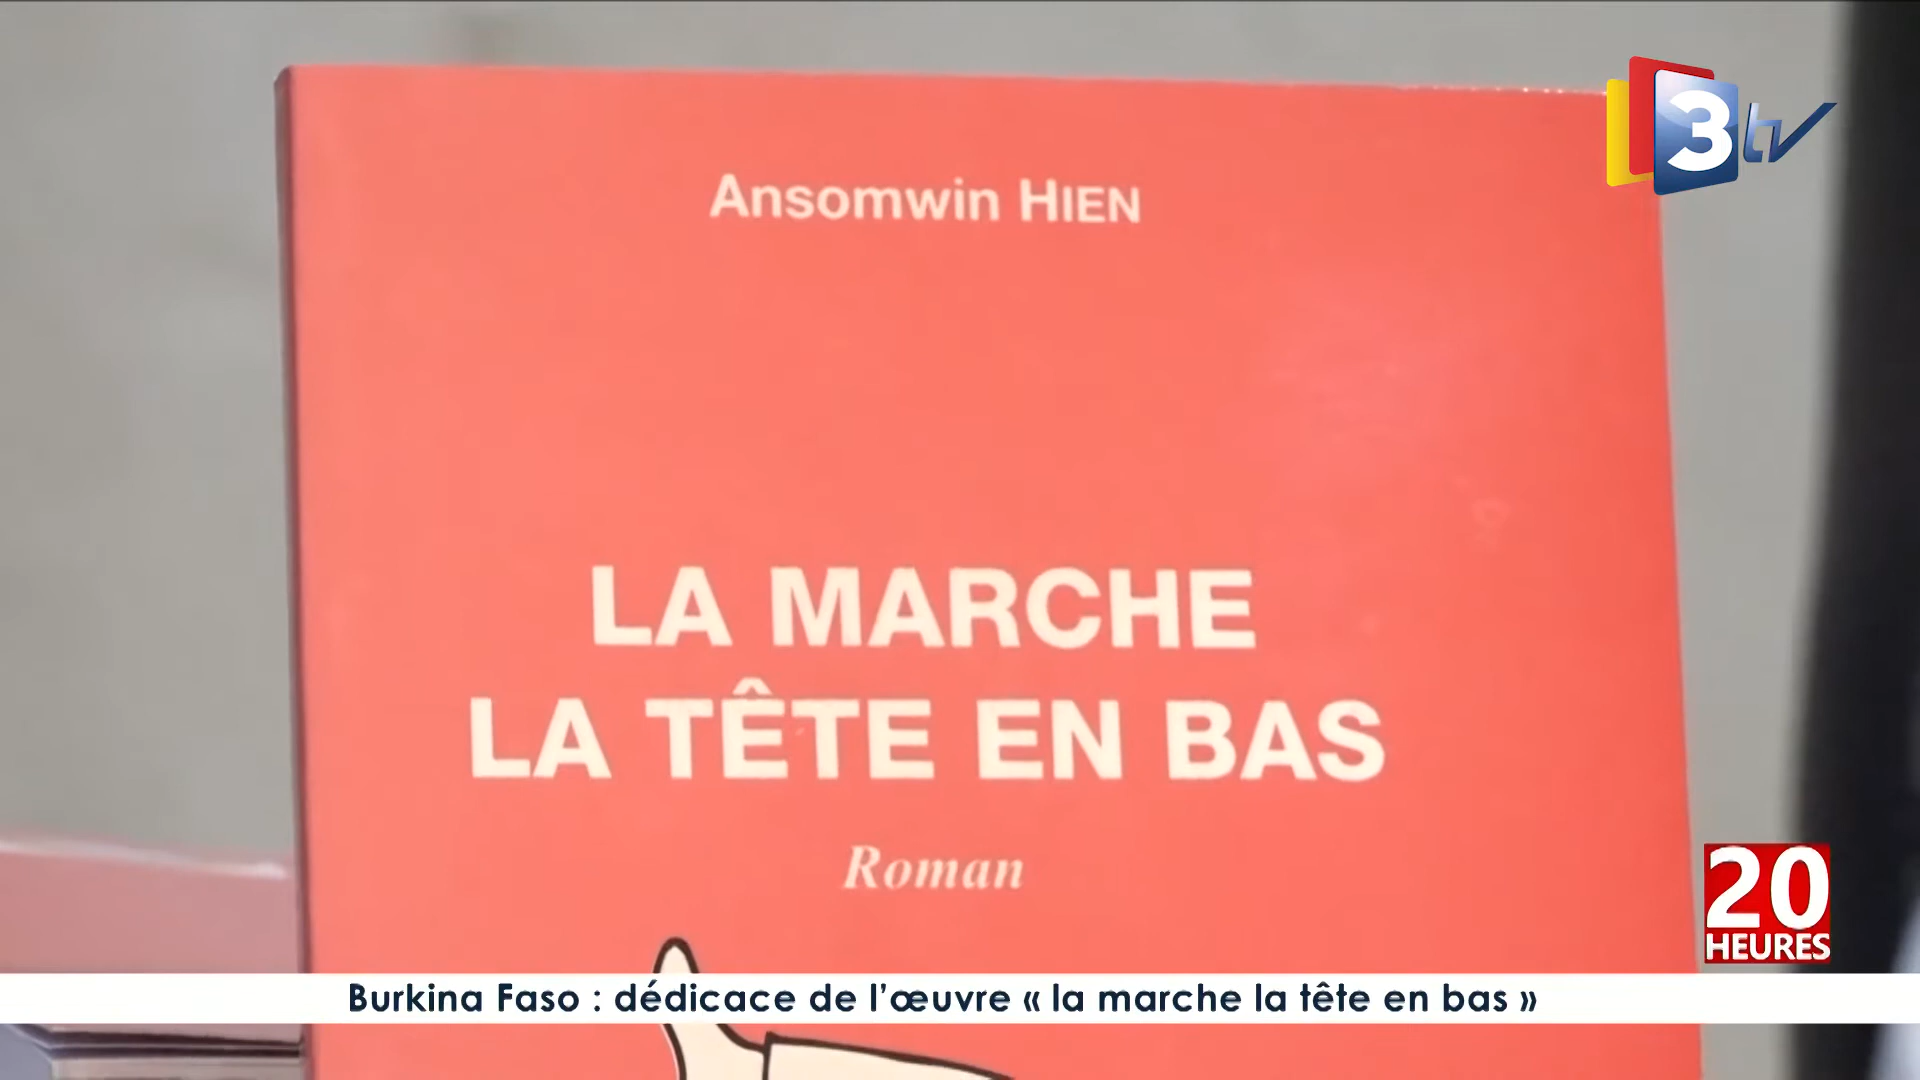 3tv
Ansomwin HIEN
LA MARCHE
LA TÊTE EN BAS
Roman
20
HEURES
Burkina Faso : dédicace de l'œuvre « la marche la tête en bas »